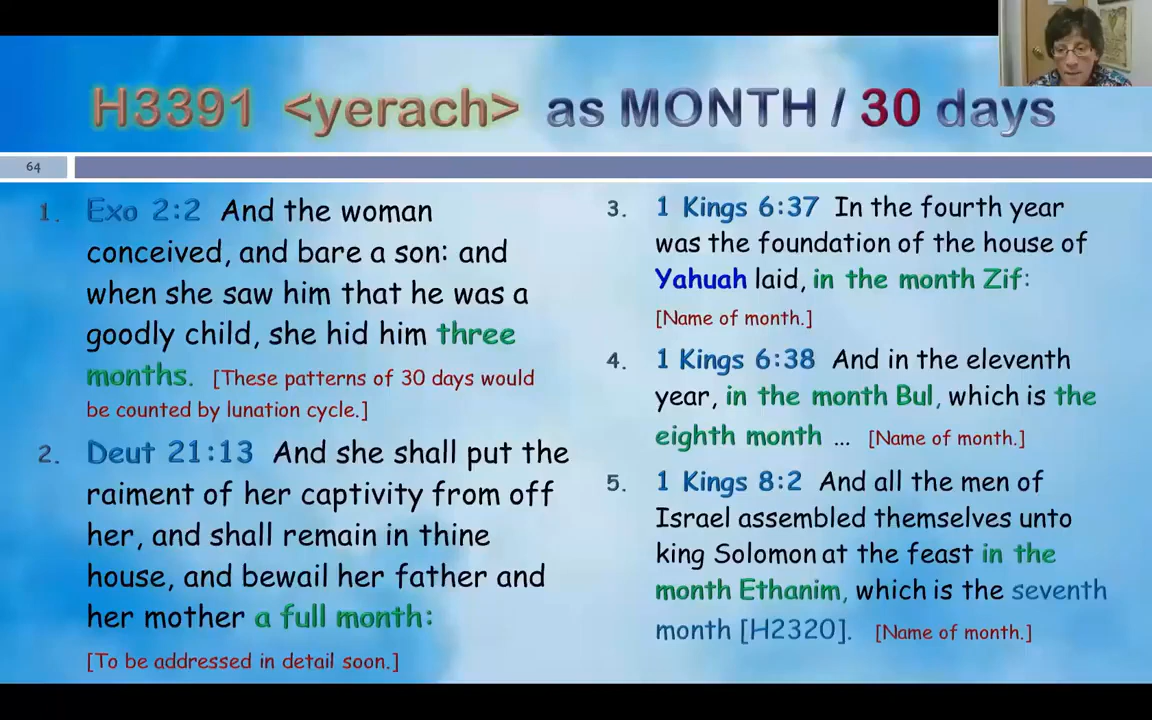 H3391 <yerach> as MONTH / 30 days
64
1. Exo 2:2 And the woman
conceived, and bare a son: and
when she saw him that he was a
goodly child, she hid him three
months. [These patterns of 30 days would
be counted by lunation cycle.]
2. Deut 21:13 And she shall put the
raiment of her captivity from off
her, and shall remain in thine
house, and bewail her father and
her mother a full month:
[To be addressed in detail soon.]
3. 1 Kings 6:37 In the fourth year
was the foundation of the house of
Yahuah laid, in the month Zif:
[Name of month.]
4. 1 Kings 6:38 And in the eleventh
year, in the month Bul, which is the
eighth month ... [Name of month.]
5. 1 Kings 8:2 And all the men of
Israel assembled themselves unto
king Solomon at the feast in the
month Ethanim, which is the seventh
month [H2320]. [Name of month.]